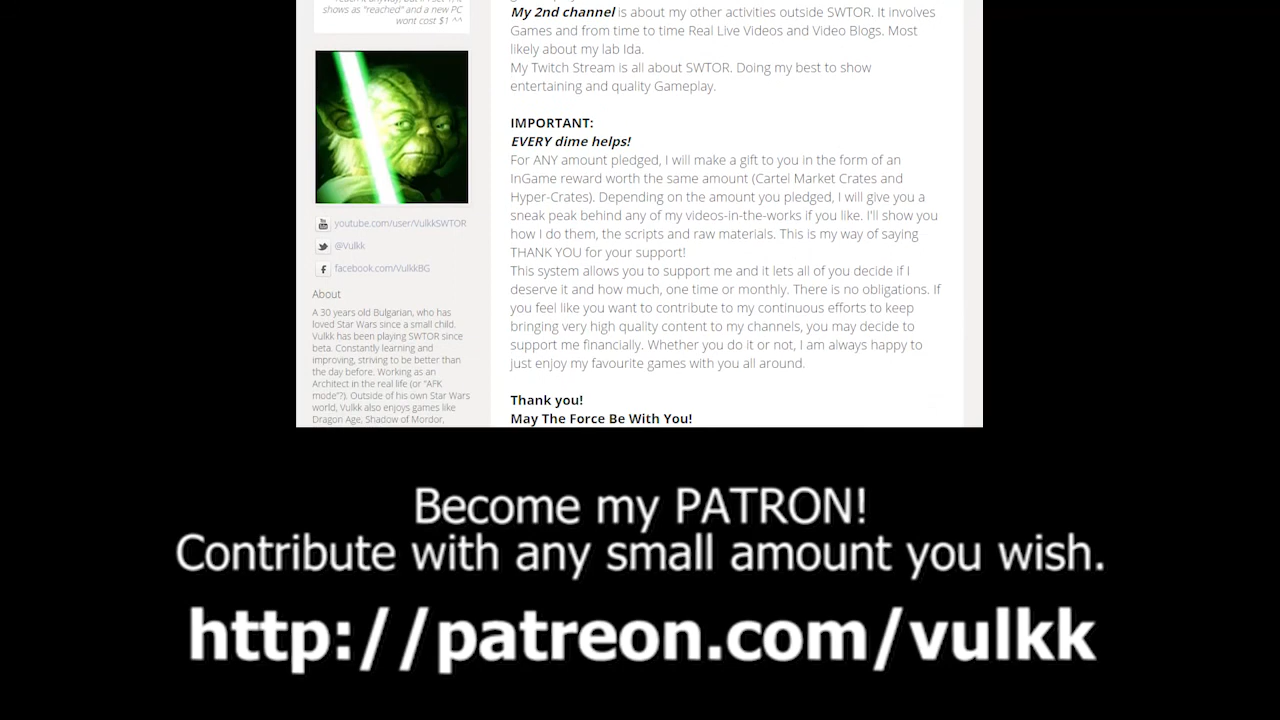 reach it anyway, but if I set 1, it
shows as "reached" and a new PC
wont cost $1 ^^
youtube.com/user/VulkkSWTOR
@Vulkk
facebook.com/VulkkBG
About
A 30 years old Bulgarian, who has
loved Star Wars since a small child.
Vulkk has been playing SWTOR since
beta. Constantly learning and
improving, striving to be better than
the day before. Working as an
Architect in the real life (or "AFK
mode"?). Outside of his own Star Wars
world, Vulkk also enjoys games like
Dragon Age, Shadow of Mordor,
My 2nd channel is about my other activities outside SWTOR. It involves
Games and from time to time Real Live Videos and Video Blogs. Most
likely about my lab Ida.
My Twitch Stream is all about SWTOR. Doing my best to show
entertaining and quality Gameplay.
IMPORTANT:
EVERY dime helps!
For ANY amount pledged, I will make a gift to you in the form of an
InGame reward worth the same amount (Cartel Market Crates and
Hyper-Crates). Depending on the amount you pledged, I will give you a
sneak peak behind any of my videos-in-the-works if you like. I'll show you
how I do them, the scripts and raw materials. This is my way of saying
THANK YOU for your support!
This system allows you to support me and it lets all of you decide if I
deserve it and how much, one time or monthly. There is no obligations. If
you feel like you want to contribute to my continuous efforts to keep
bringing very high quality content to my channels, you may decide to
support me financially. Whether you do it or not, I am always happy to
just enjoy my favourite games with you all around.
Thank you!
May The Force Be With You!
Become my PATRON!
Contribute with any small amount you wish.
http://patreon.com/vulkk